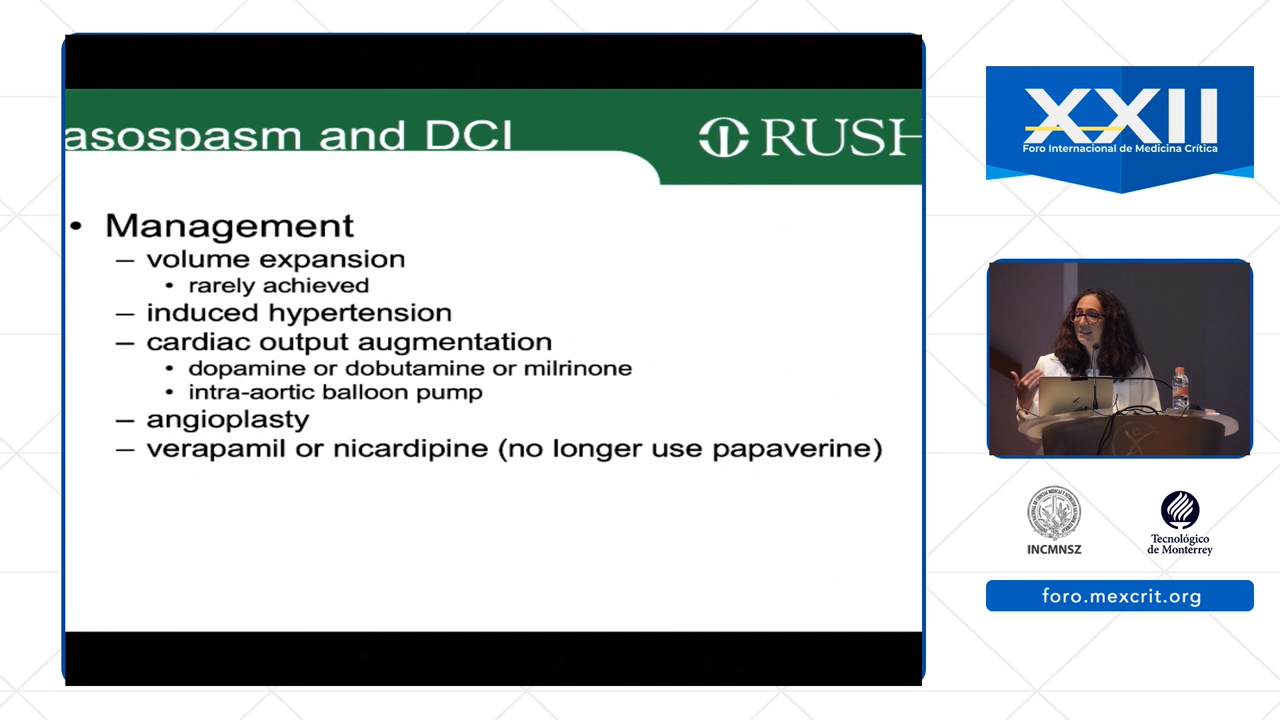 asospasm and DCI
RUSH
• Management
– volume expansion
• rarely achieved
– induced hypertension
– cardiac output augmentation
• dopamine or dobutamine or milrinone
• intra-aortic balloon pump
– angioplasty
– verapamil or nicardipine (no longer use papaverine)
XXII
Foro Internacional de Medicina Crítica
INCMNSZ
Tecnológico
de Monterrey
foro.mexcrit.org